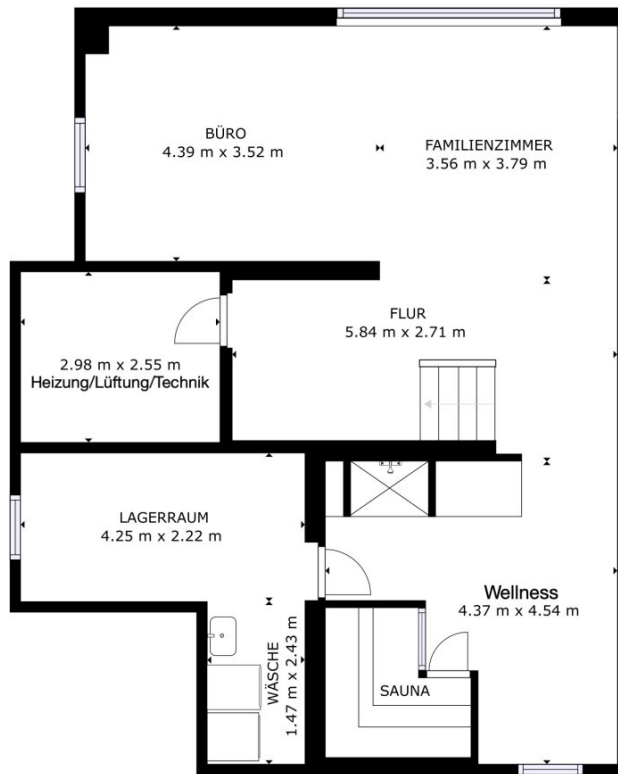 BÜRO
4.39 m x 3.52 m
FAMILIENZIMMER
3.56 m x 3.79 m
FLUR
5.84 m x 2.71 m
2.98 m x 2.55 m
Heizung/Lüftung/Technik
LAGERRAUM
4.25 m x 2.22 m
Wellness
4.37 m x 4.54 m
WÄSCHE
1.47 m x 2.43 m
SAUNA